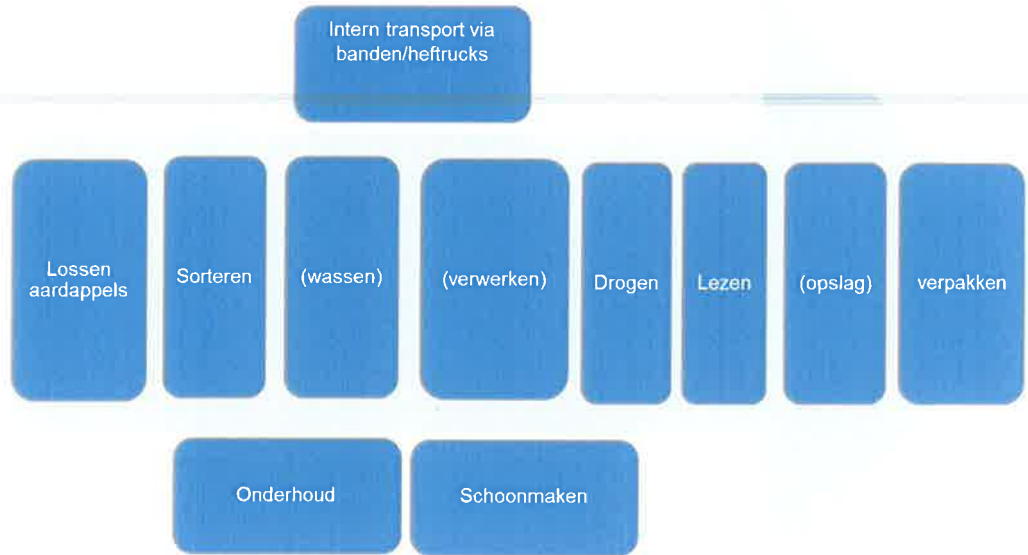 Intern transport via
banden/heftrucks
Lossen
aardappels
Sorteren
(wassen)
(verwerken)
Drogen
Lezen
(opslag)
verpakken
Onderhoud
Schoonmaken